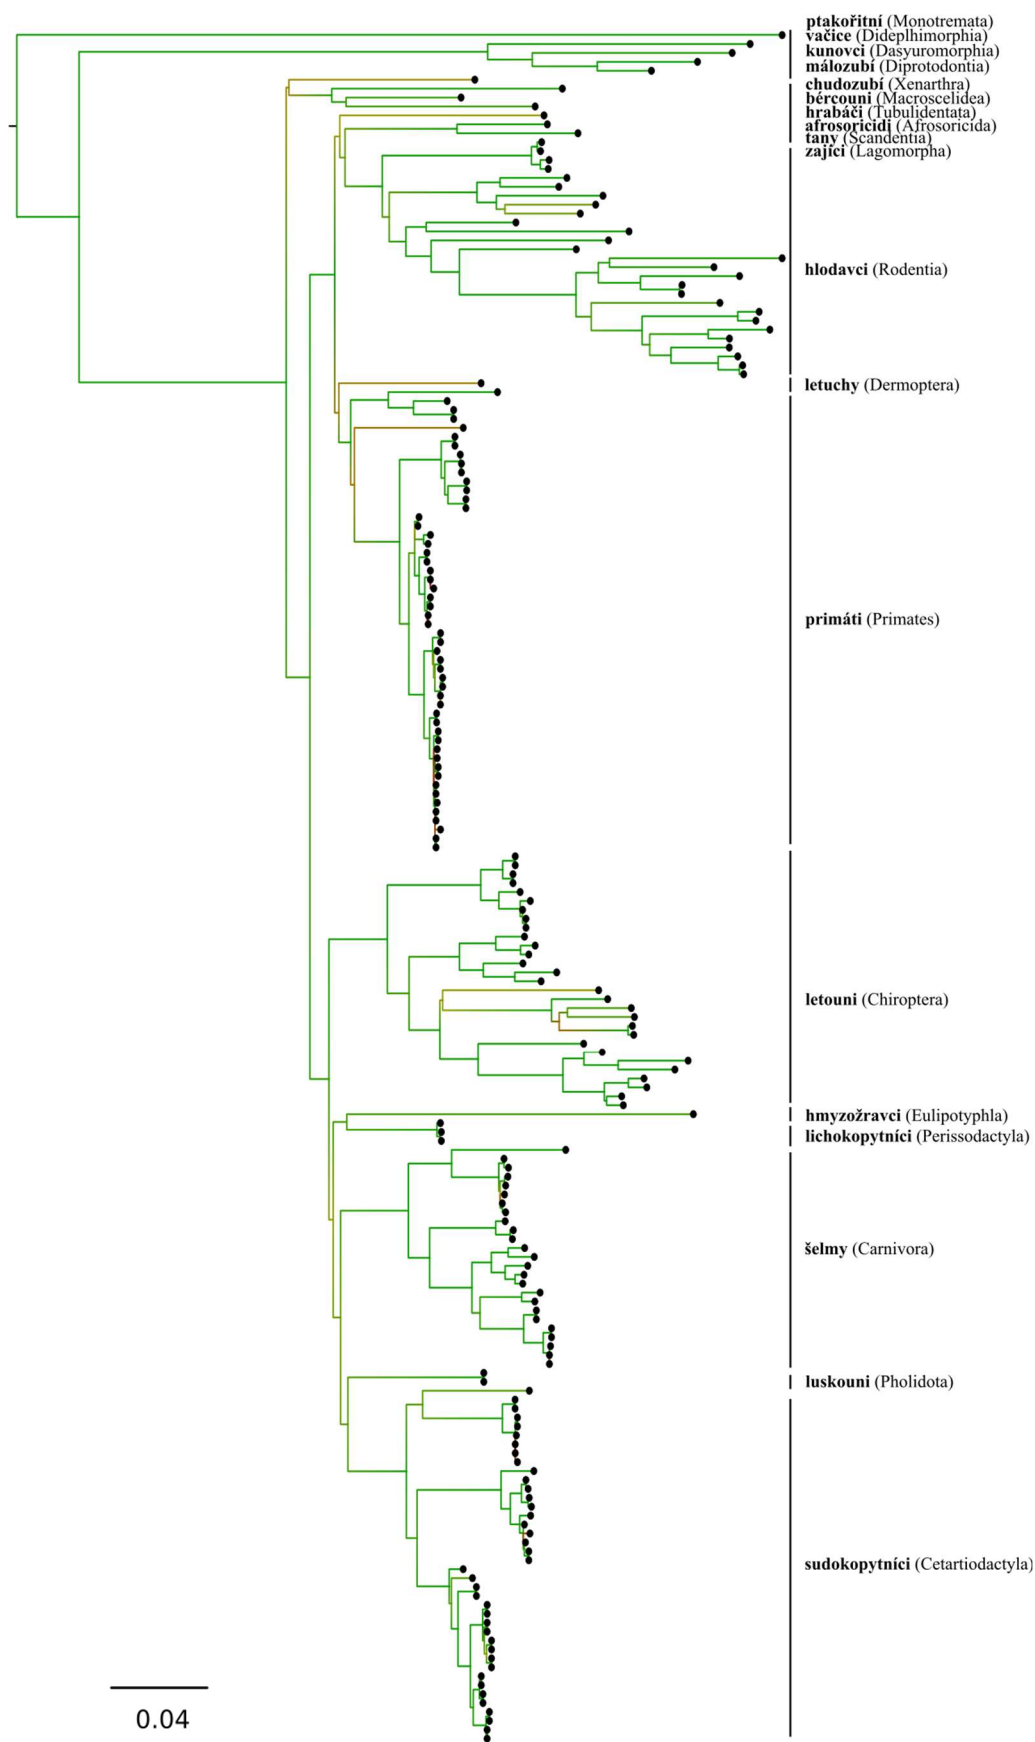 ptakořitní (Monotremata)
vačice (Dideplhimorphia)
kunovci (Dasyuromorphia)
málozubí (Diprotodontia)
chudozubí (Xenarthra)
bércouni (Macroscelidea)
hrabáči (Tubulidentata)
afrosoricidi (Afrosoricida)
tany (Scandentia)
zajíci (Lagomorpha)
hlodavci (Rodentia)
letuchy (Dermoptera)
primáti (Primates)
letouni (Chiroptera)
hmyzožravci (Eulipotyphla)
lichokopytníci (Perissodactyla)
šelmy (Carnivora)
luskouni (Pholidota)
sudokopytníci (Cetartiodactyla)
0.04